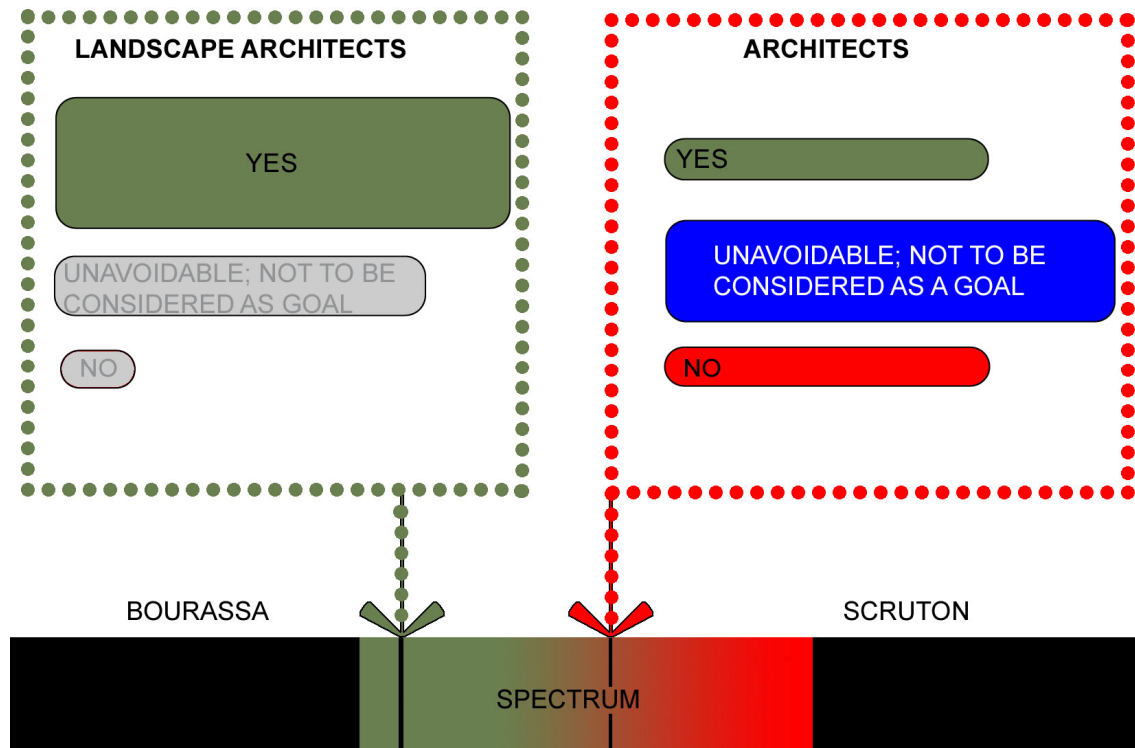 LANDSCAPE ARCHITECTS
YES
UNAVOIDABLE; NOT TO BE
CONSIDERED AS GOAL
NO
ARCHITECTS
YES
UNAVOIDABLE; NOT TO BE
CONSIDERED AS A GOAL
NO
BOURASSA
SCRUTON
SPECTRUM